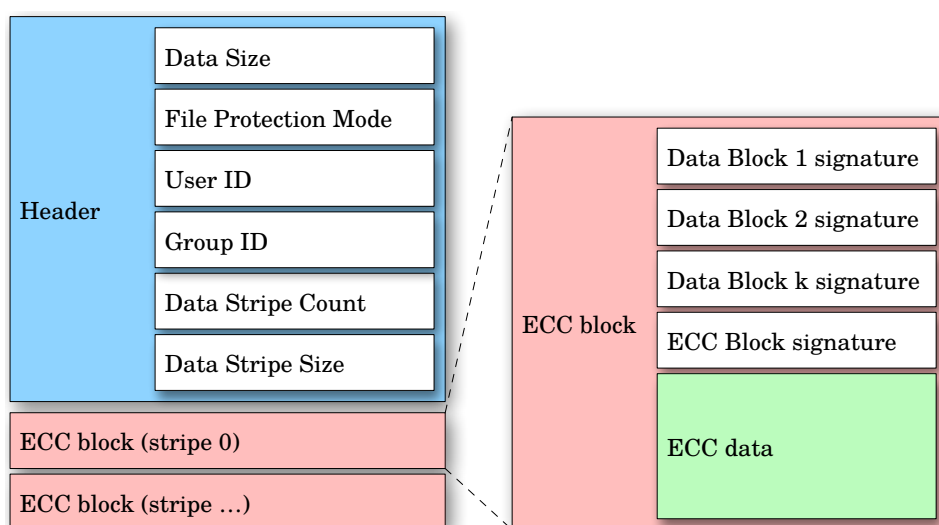 Header
Data Size
File Protection Mode
User ID
Group ID
Data Stripe Count
Data Stripe Size
ECC block (stripe 0)
ECC block (stripe …)
ECC block
Data Block 1 signature
Data Block 2 signature
Data Block k signature
ECC Block signature
ECC data